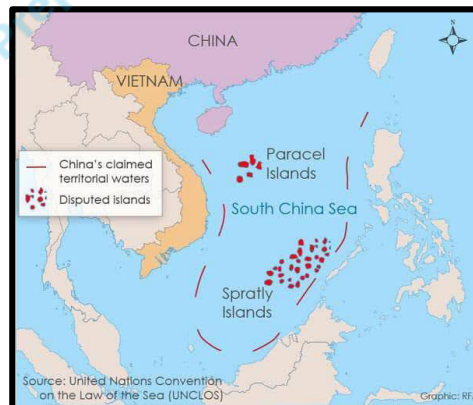 N
CHINA
VIETNAM
China's claimed
territorial waters
Disputed islands
Paracel
Islands
South China Sea
Spratly
Islands
Source: United Nations Convention
on the Law of the Sea (UNCLOS)
Graphic: RF